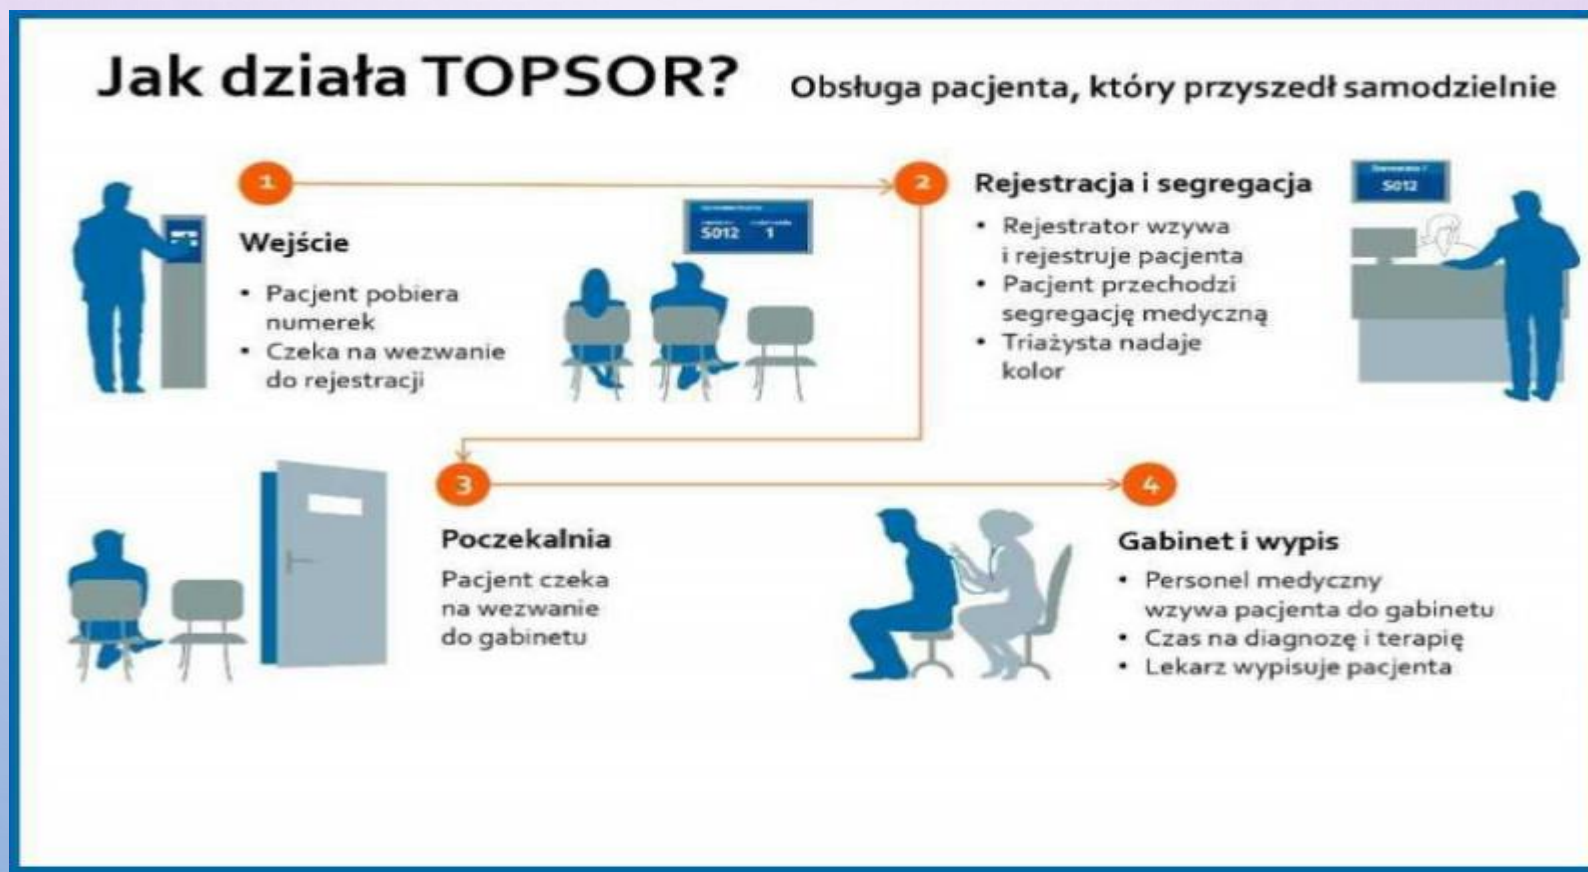 Jak działa TOPSOR?
Obsługa pacjenta, który przyszedł samodzielnie
1
Wejście
• Pacjent pobiera
numerek
• Czeka na wezwanie
do rejestracji
S012 1
2
Rejestracja i segregacja
• Rejestrator wzywa
i rejestruje pacjenta
• Pacjent przechodzi
segregację medyczną
• Triażysta nadaje
kolor
S012
3
Poczekalnia
Pacjent czeka
na wezwanie
do gabinetu
4
Gabinet i wypis
• Personel medyczny
wzywa pacjenta do gabinetu
• Czas na diagnozę i terapię
• Lekarz wypisuje pacjenta